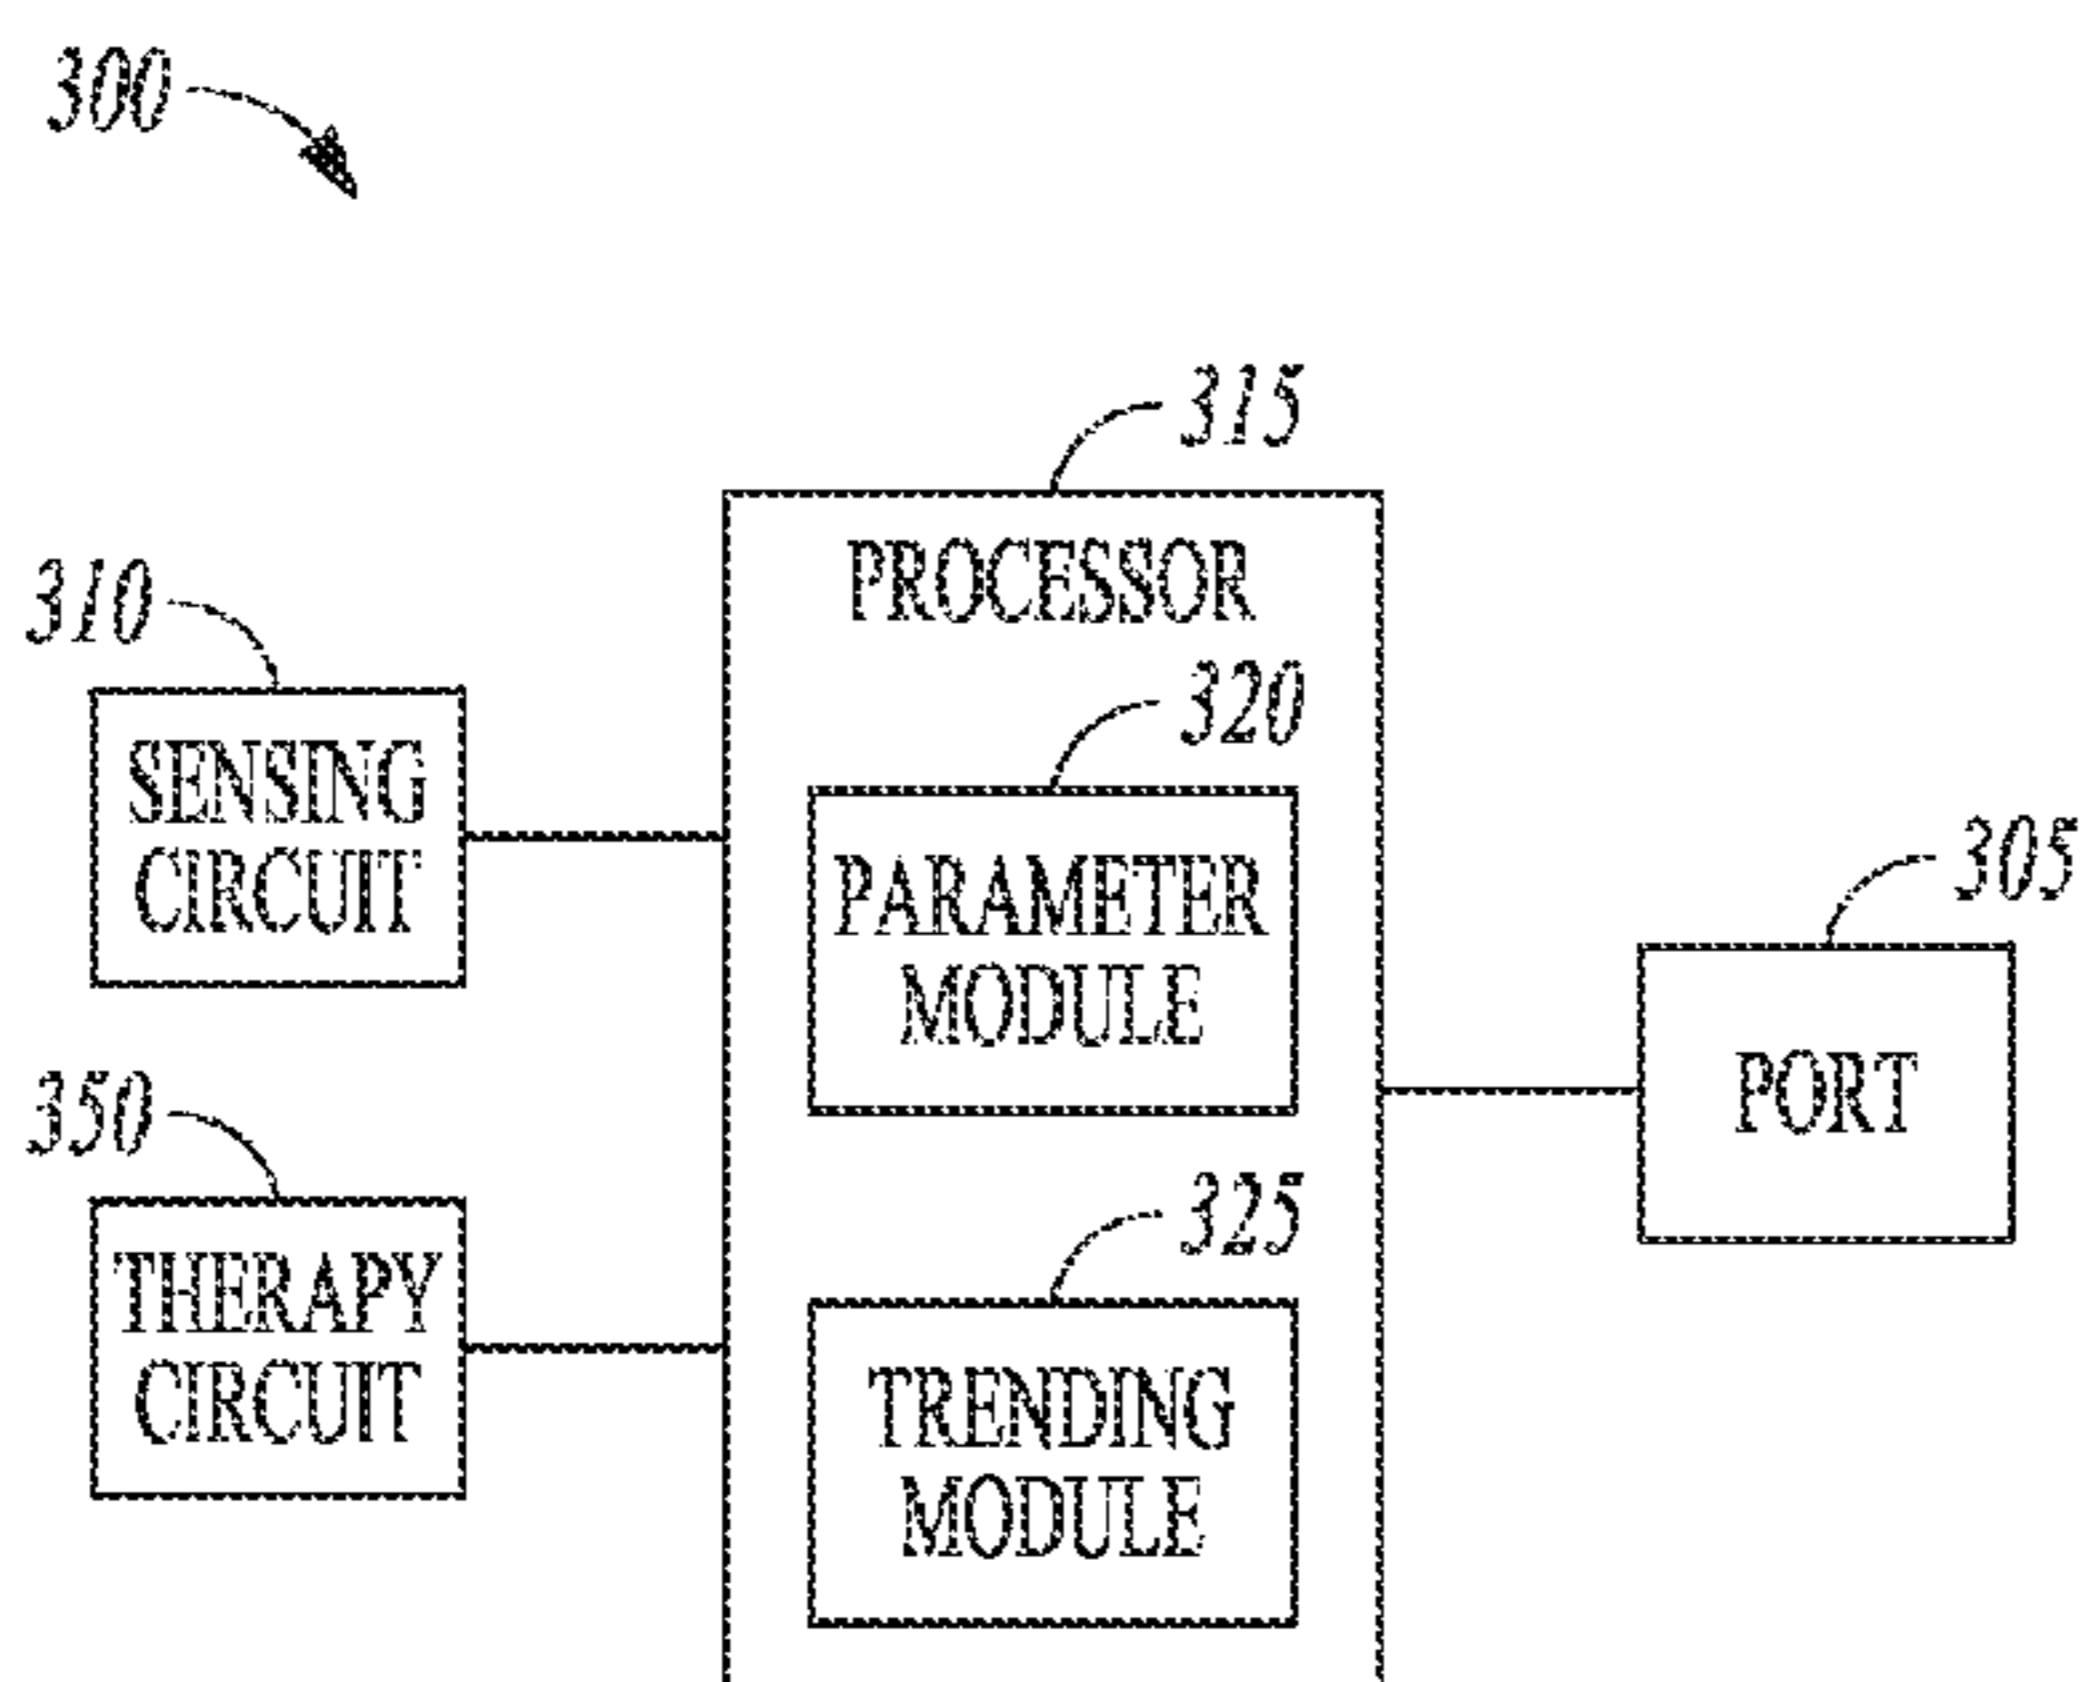 300
315
PROCESSOR
310
SENSING
CIRCUIT
320
PARAMETER
MODULE
305
PORT
350
THERAPY
CIRCUIT
325
TRENDING
MODULE